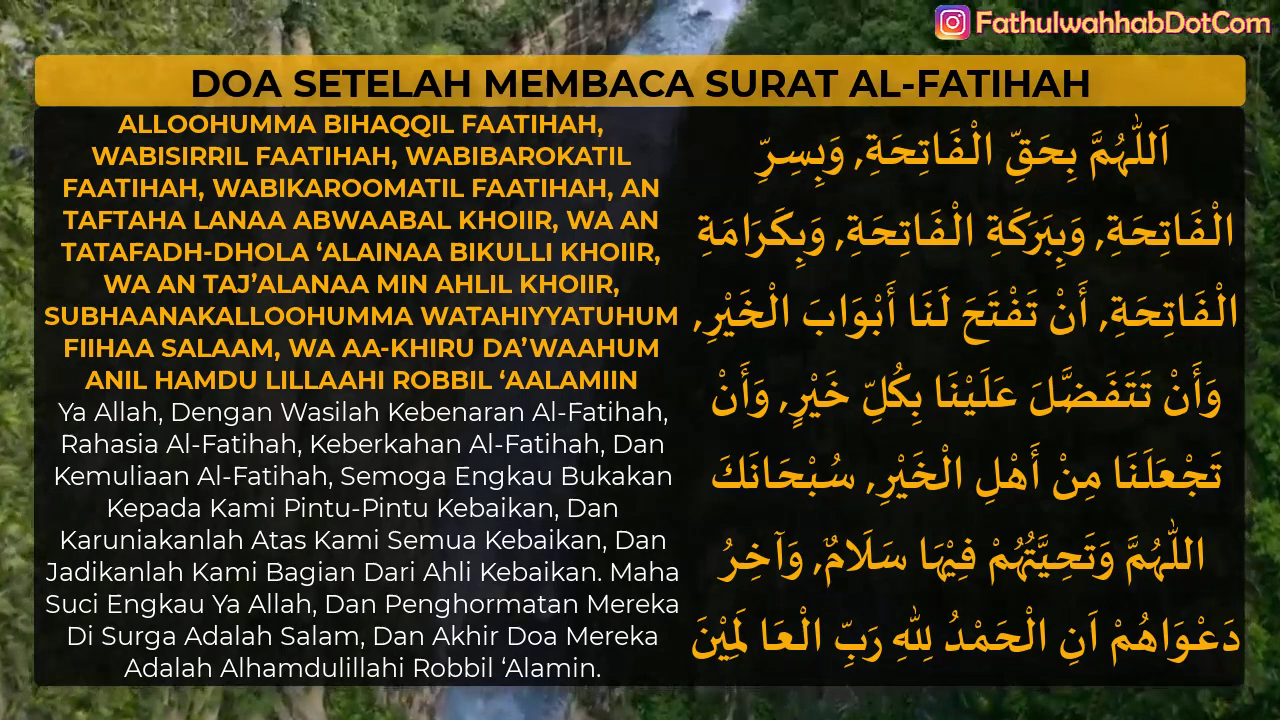 FathulwahhabDotCom
DOA SETELAH MEMBACA SURAT AL-FATIHAH
ALLOOHUMMA BIHAQQIL FAATIHAH,
WABISIRRIL FAATIHAH, WABIBAROKATIL
FAATIHAH, WABIKAROOMATIL FAATIHAH, AN
TAFTAHA LANAA ABWAABAL KHOIIR, WA AN
TATAFADH-DHOLA ‘ALAINAA BIKULLI KHOIIR,
WA AN TAJ’ALANAA MIN AHLIL KHOIIR,
SUBHAANAKALLOOHUMMA WATAHIYYATUHUM
FIIHAA SALAAM, WA AA-KHIRU DA’WAAHUM
ANIL HAMDU LILLAAHI ROBBIL ‘AALAMIIN
Ya Allah, Dengan Wasilah Kebenaran Al-Fatihah,
Rahasia Al-Fatihah, Keberkahan Al-Fatihah, Dan
Kemuliaan Al-Fatihah, Semoga Engkau Bukakan
Kepada Kami Pintu-Pintu Kebaikan, Dan
Karuniakanlah Atas Kami Semua Kebaikan, Dan
Jadikanlah Kami Bagian Dari Ahli Kebaikan. Maha
Suci Engkau Ya Allah, Dan Penghormatan Mereka
Di Surga Adalah Salam, Dan Akhir Doa Mereka
Adalah Alhamdulillahi Robbil ‘Alamin.
اَللّٰهُمَّ بِحَقِّ الْفَاتِحَةِ, وَبِسِرِّ
الْفَاتِحَةِ, وَبِبَرَكَةِ الْفَاتِحَةِ, وَبِكَرَامَةِ
الْفَاتِحَةِ, أَنْ تَفْتَحَ لَنَا أَبْوَابَ الْخَيْرِ,
وَأَنْ تَتَفَضَّلَ عَلَيْنَا بِكُلِّ خَيْرٍ, وَأَنْ
تَجْعَلَنَا مِنْ أَهْلِ الْخَيْرِ, سُبْحَانَكَ
اللّٰهُمَّ وَتَحِيَّتُهُمْ فِيْهَا سَلَامٌ, وَآخِرُ
دَعْوَاهُمْ اَنِ الْحَمْدُ لِلّٰهِ رَبِّ الْعَا لَمِيْنَ